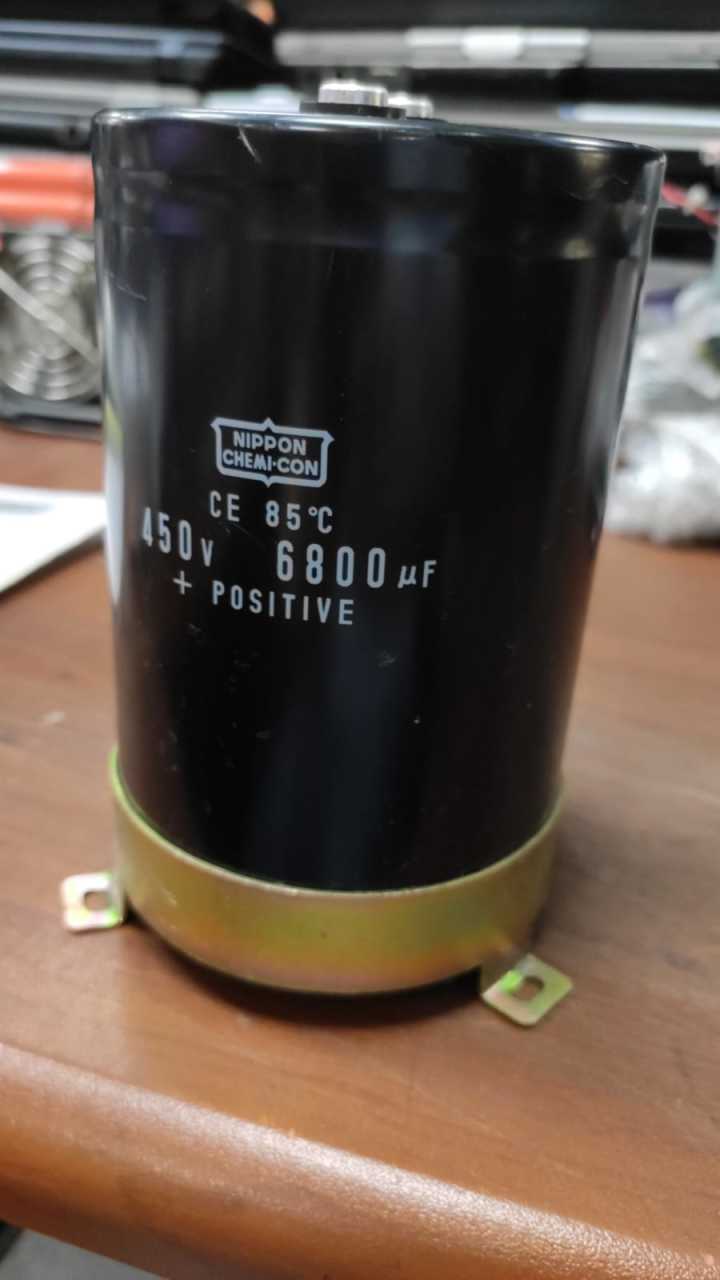 NIPPON
CHEMI-CON
CE 85℃
450V 6800μF
+ POSITIVE